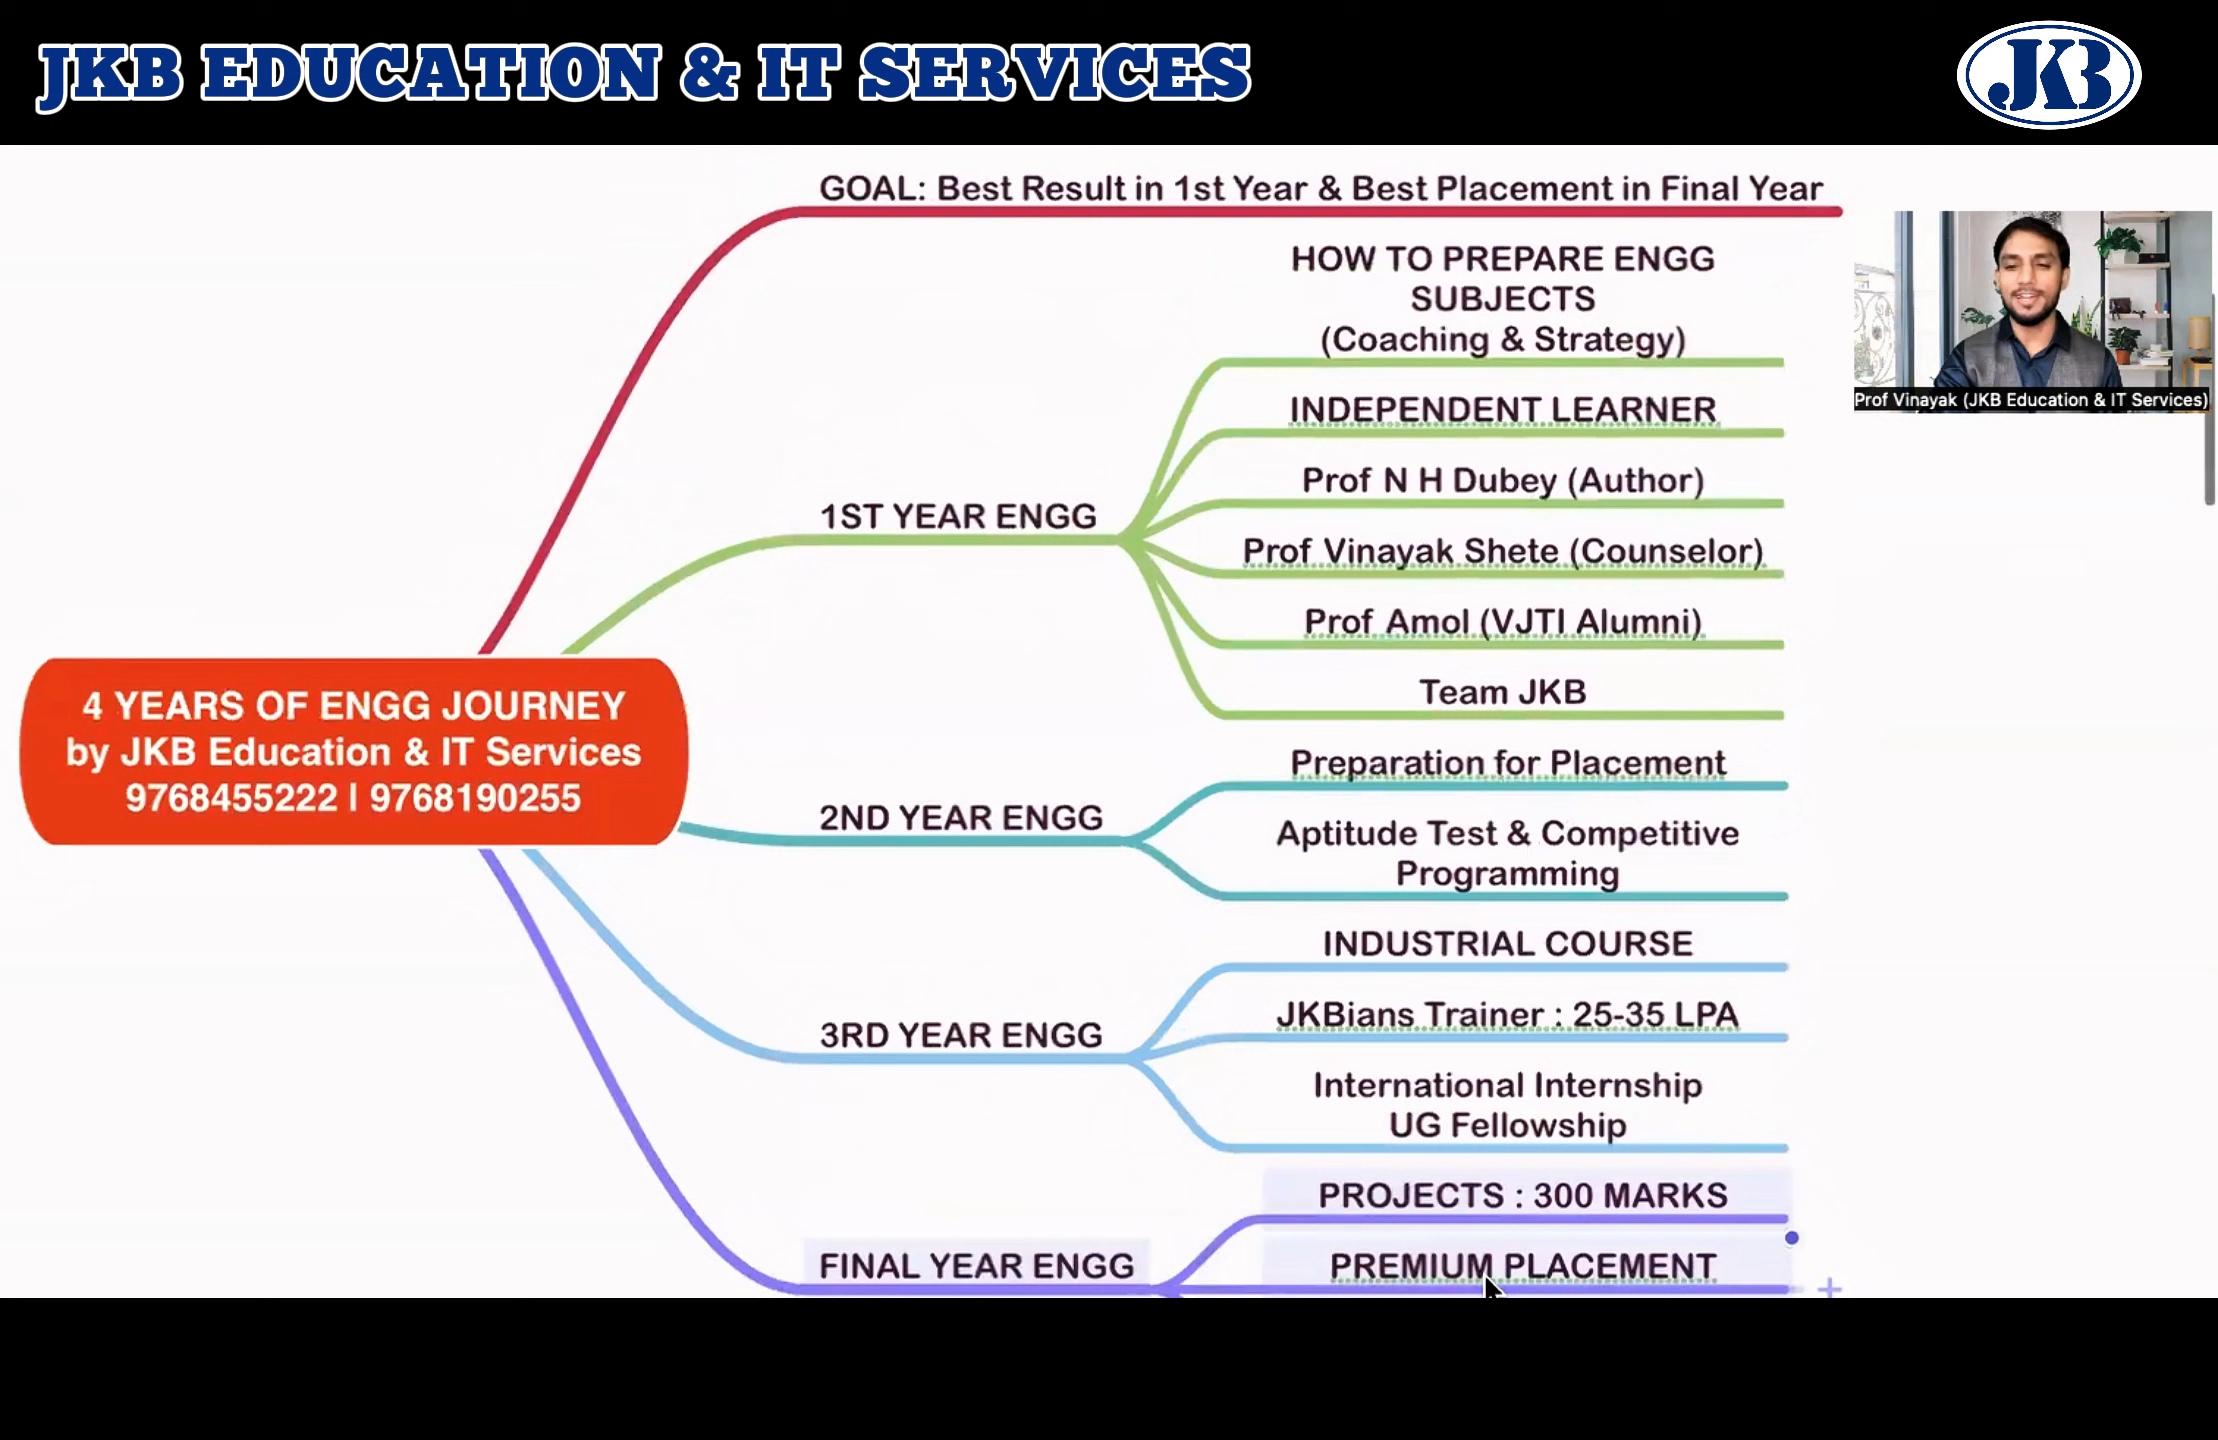 JKB EDUCATION & IT SERVICES
JKB
GOAL: Best Result in 1st Year & Best Placement in Final Year
HOW TO PREPARE ENGG
SUBJECTS
(Coaching & Strategy)
INDEPENDENT LEARNER
Prof N H Dubey (Author)
1ST YEAR ENGG
Prof Vinayak Shete (Counselor)
Prof Amol (VJTI Alumni)
Team JKB
Prof Vinayak (JKB Education & IT Services)
4 YEARS OF ENGG JOURNEY
by JKB Education & IT Services
9768455222 | 9768190255
Preparation for Placement
2ND YEAR ENGG
Aptitude Test & Competitive
Programming
INDUSTRIAL COURSE
JKBians Trainer : 25-35 LPA
3RD YEAR ENGG
International Internship
UG Fellowship
PROJECTS : 300 MARKS
FINAL YEAR ENGG
PREMIUM PLACEMENT